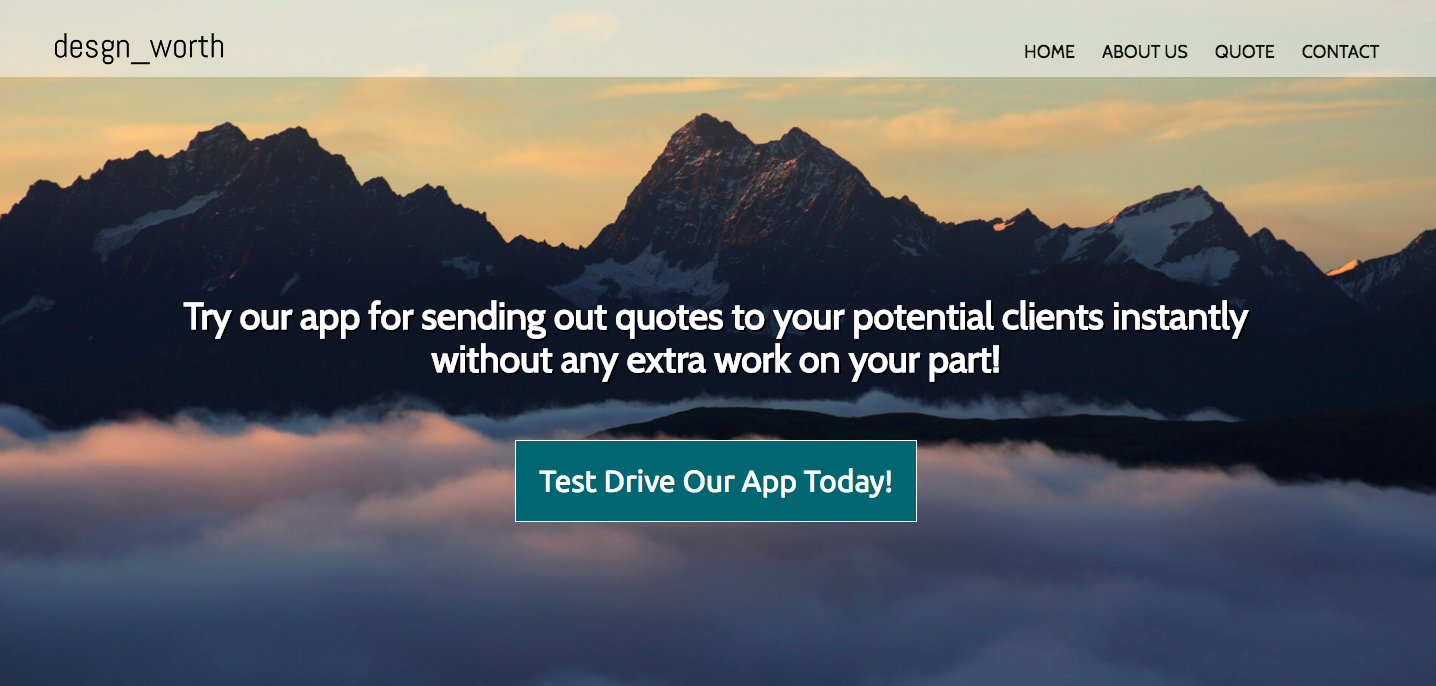 desgn_worth
HOME ABOUT US QUOTE CONTACT
Try our app for sending out quotes to your potential clients instantly
without any extra work on your part!
Test Drive Our App Today!